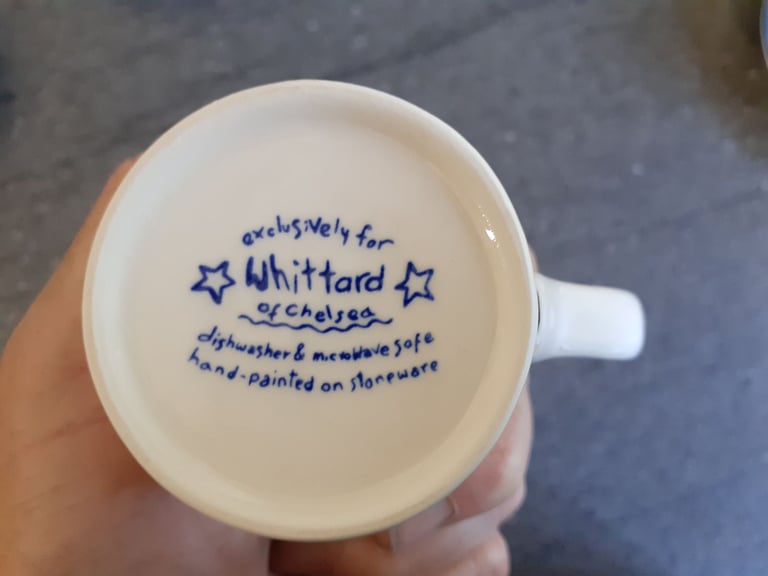 exclusively for
Whittard
of Chelsea
dishwasher & microwave safe
hand-painted on stoneware